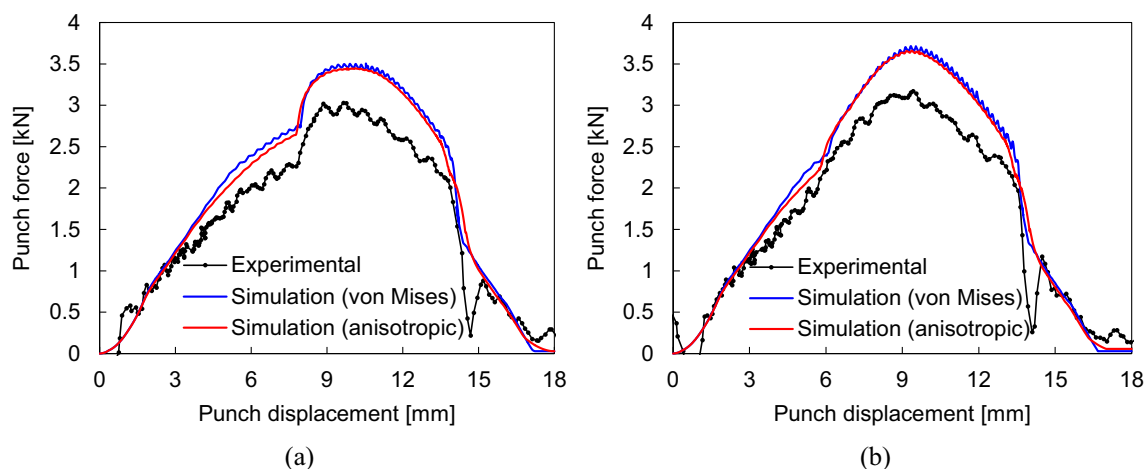 4
3.5
3
2.5
2
1.5
1
0.5
0
Punch force [kN]
Experimental
Simulation (von Mises)
Simulation (anisotropic)
0 3 6 9 12 15 18
Punch displacement [mm]
(a)
4
3.5
3
2.5
2
1.5
1
0.5
0
Punch force [kN]
Experimental
Simulation (von Mises)
Simulation (anisotropic)
0 3 6 9 12 15 18
Punch displacement [mm]
(b)